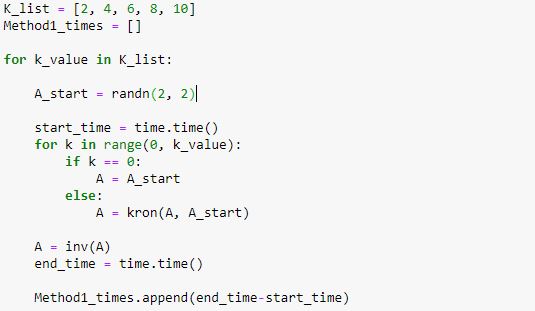 K_list = [2, 4, 6, 8, 10]
Method1_times = []
for k_value in K_list:
A_start = randn(2, 2)
start_time = time.time()
for k in range(0, k_value):
if k == 0:
A = A_start
else:
A = kron(A, A_start)
A = inv(A)
end_time = time.time()
Method1_times.append(end_time-start_time)